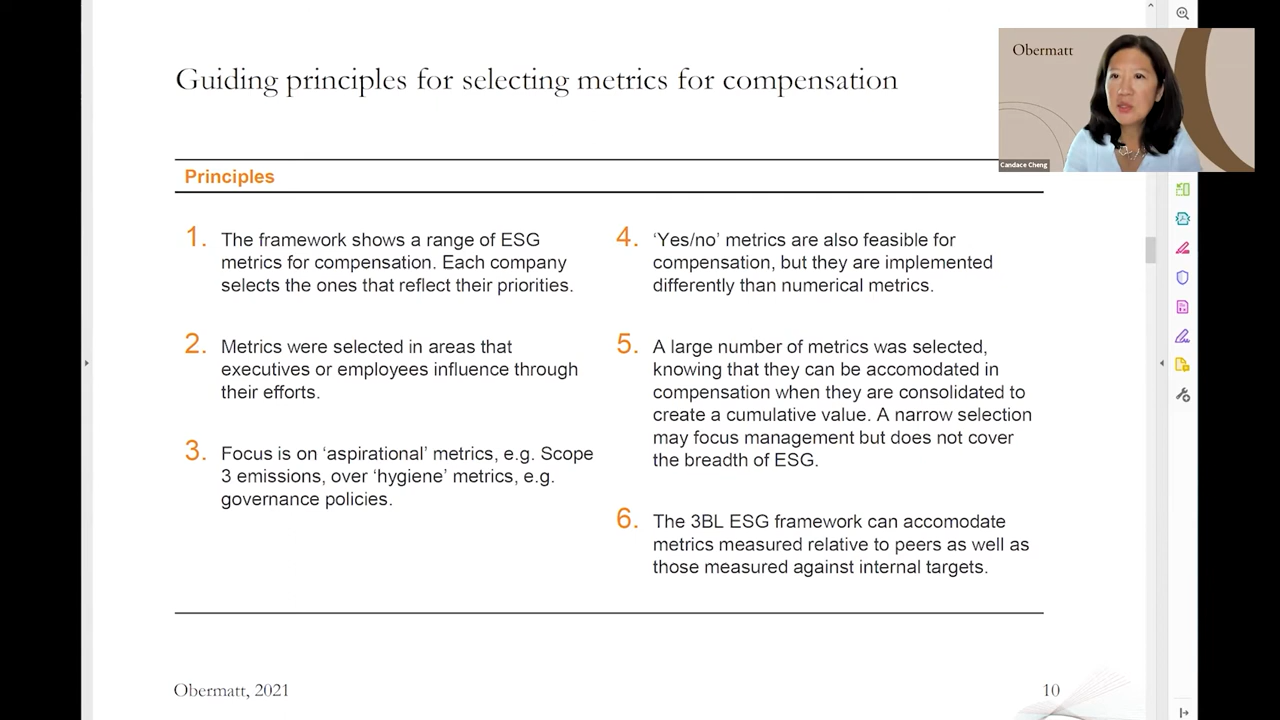 Guiding principles for selecting metrics for compensation
Obermatt
Candace Cheng
Principles
1. The framework shows a range of ESG
metrics for compensation. Each company
selects the ones that reflect their priorities.
2. Metrics were selected in areas that
executives or employees influence through
their efforts.
3. Focus is on ‘aspirational’ metrics, e.g. Scope
3 emissions, over ‘hygiene’ metrics, e.g.
governance policies.
4. ‘Yes/no’ metrics are also feasible for
compensation, but they are implemented
differently than numerical metrics.
5. A large number of metrics was selected,
knowing that they can be accomodated in
compensation when they are consolidated to
create a cumulative value. A narrow selection
may focus management but does not cover
the breadth of ESG.
6. The 3BL ESG framework can accomodate
metrics measured relative to peers as well as
those measured against internal targets.
Obermatt, 2021
10